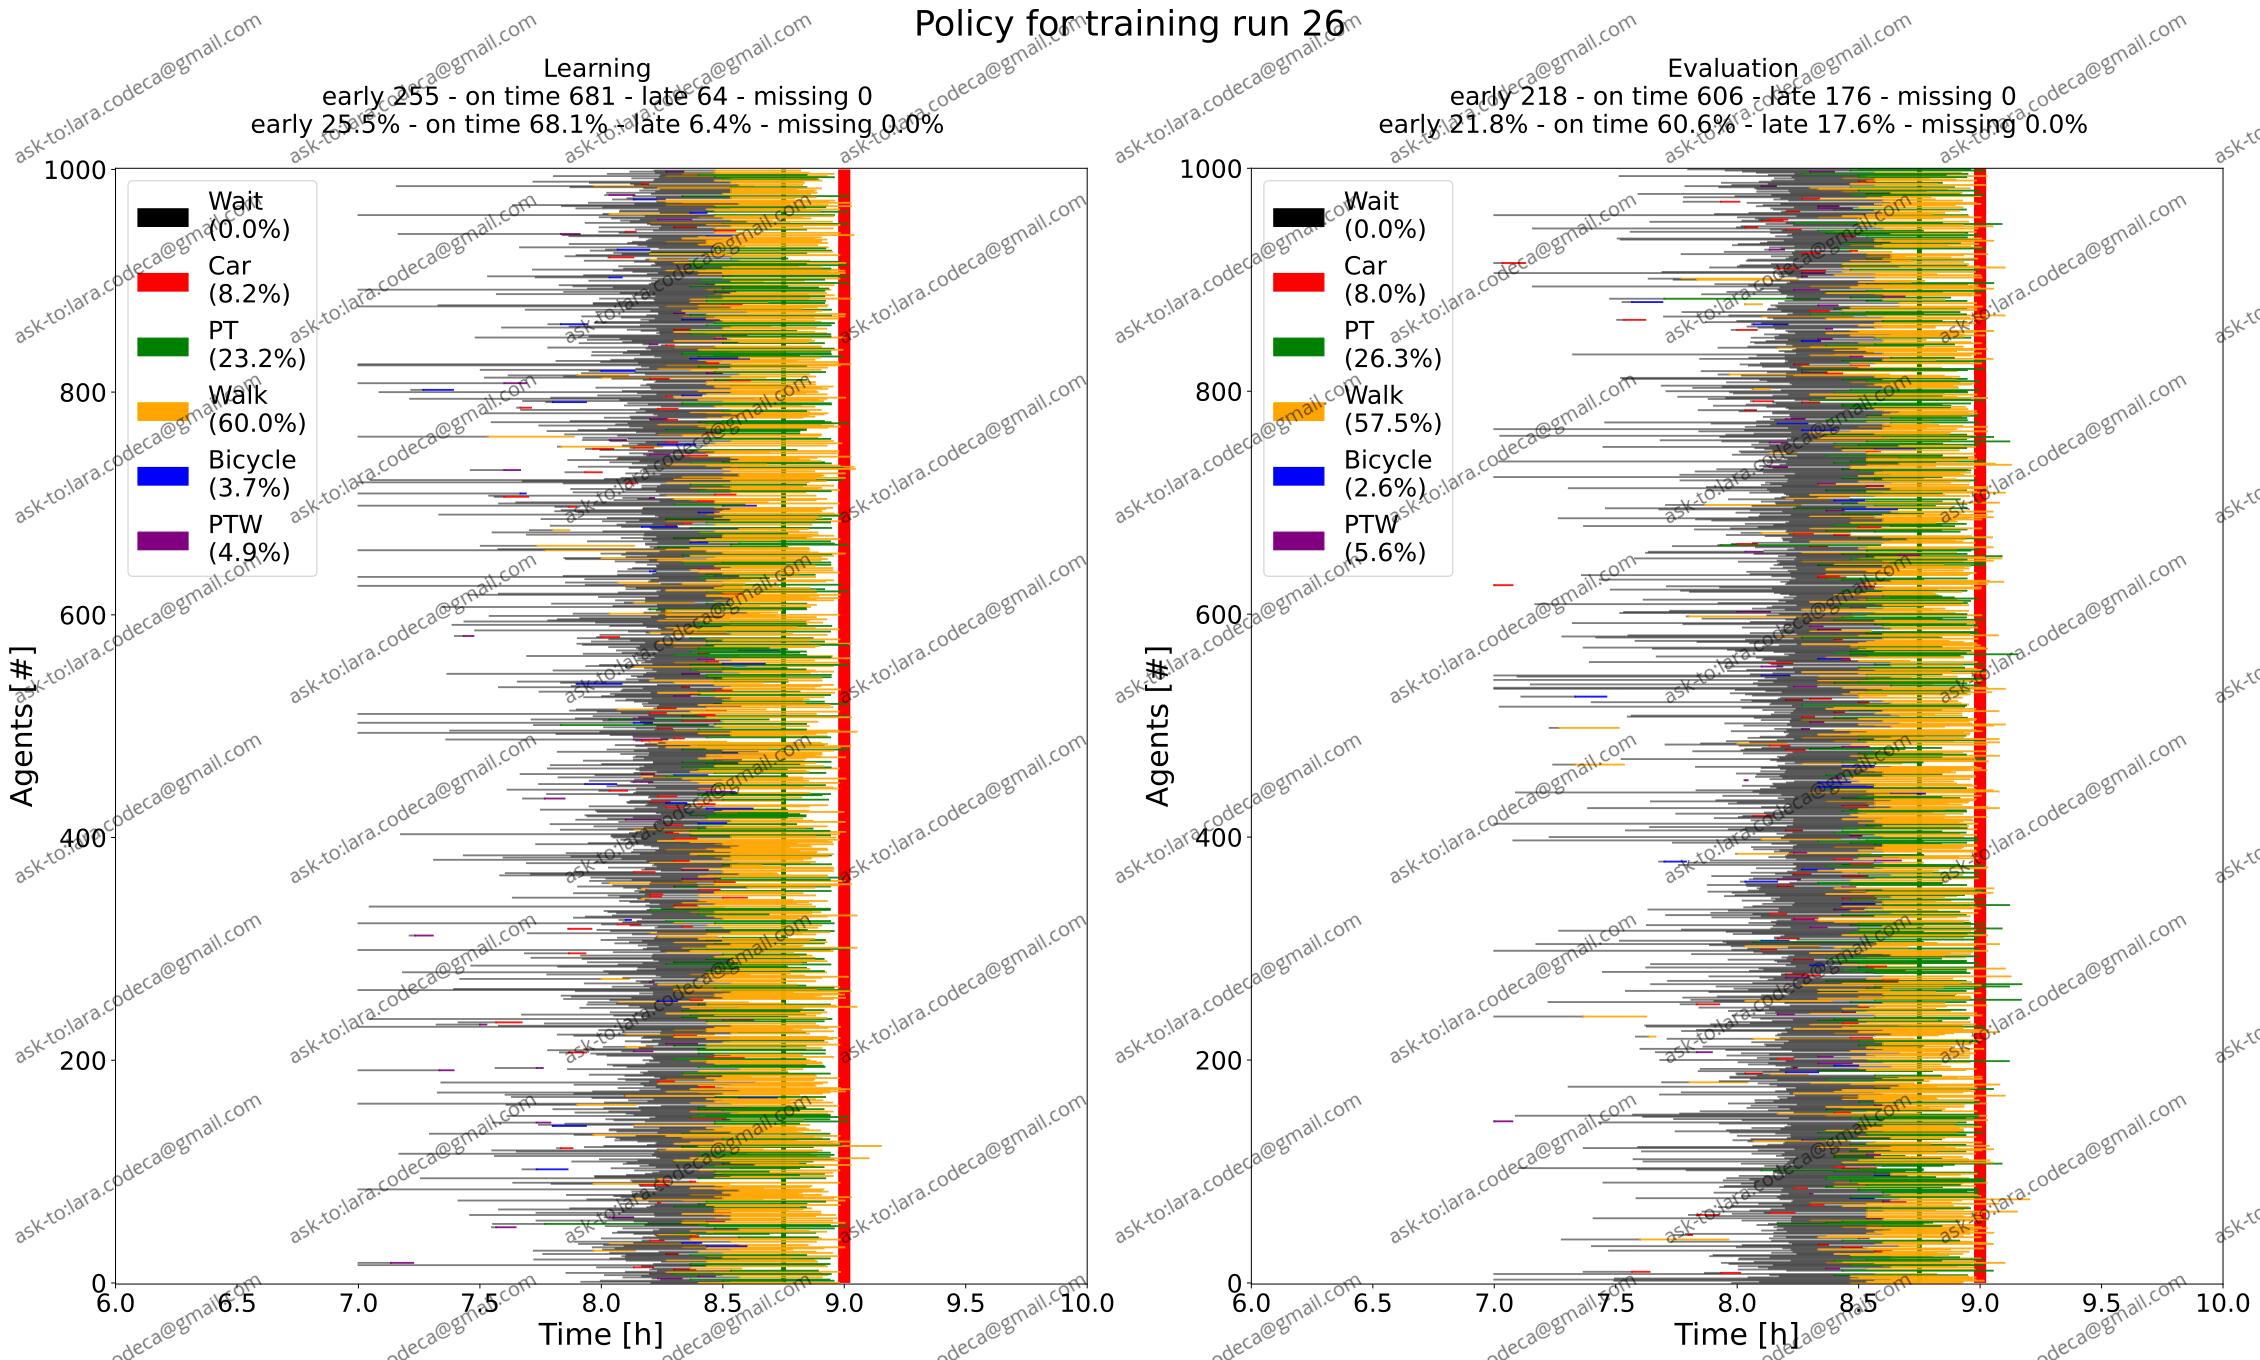 Policy for training run 26
Learning
early 255 - on time 681 - late 64 - missing 0
early 25.5% - on time 68.1% - late 6.4% - missing 0.0%
Agents [#]
1000
800
600
400
200
0
Wait
(0.0%)
Car
(8.2%)
PT
(23.2%)
Walk
(60.0%)
Bicycle
(3.7%)
PTW
(4.9%)
6.0 6.5 7.0 7.5 8.0 8.5 9.0 9.5 10.0
Time [h]
Evaluation
early 218 - on time 606 - late 176 - missing 0
early 21.8% - on time 60.6% - late 17.6% - missing 0.0%
Agents [#]
1000
800
600
400
200
0
Wait
(0.0%)
Car
(8.0%)
PT
(26.3%)
Walk
(57.5%)
Bicycle
(2.6%)
PTW
(5.6%)
6.0 6.5 7.0 7.5 8.0 8.5 9.0 9.5 10.0
Time [h]
ask-to:lara.codeca@gmail.com